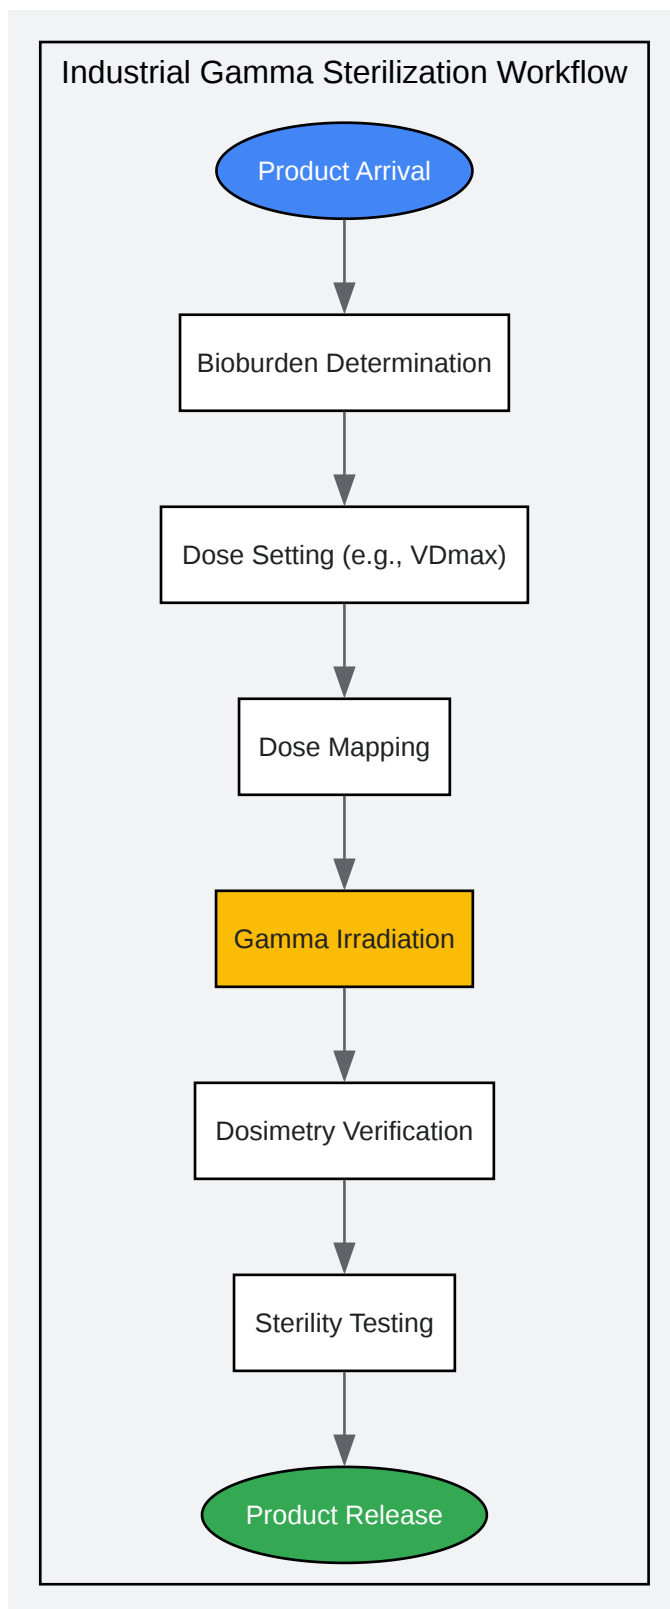 Industrial Gamma Sterilization Workflow
Product Arrival
Bioburden Determination
Dose Setting (e.g., VDmax)
Dose Mapping
Gamma Irradiation
Dosimetry Verification
Sterility Testing
Product Release